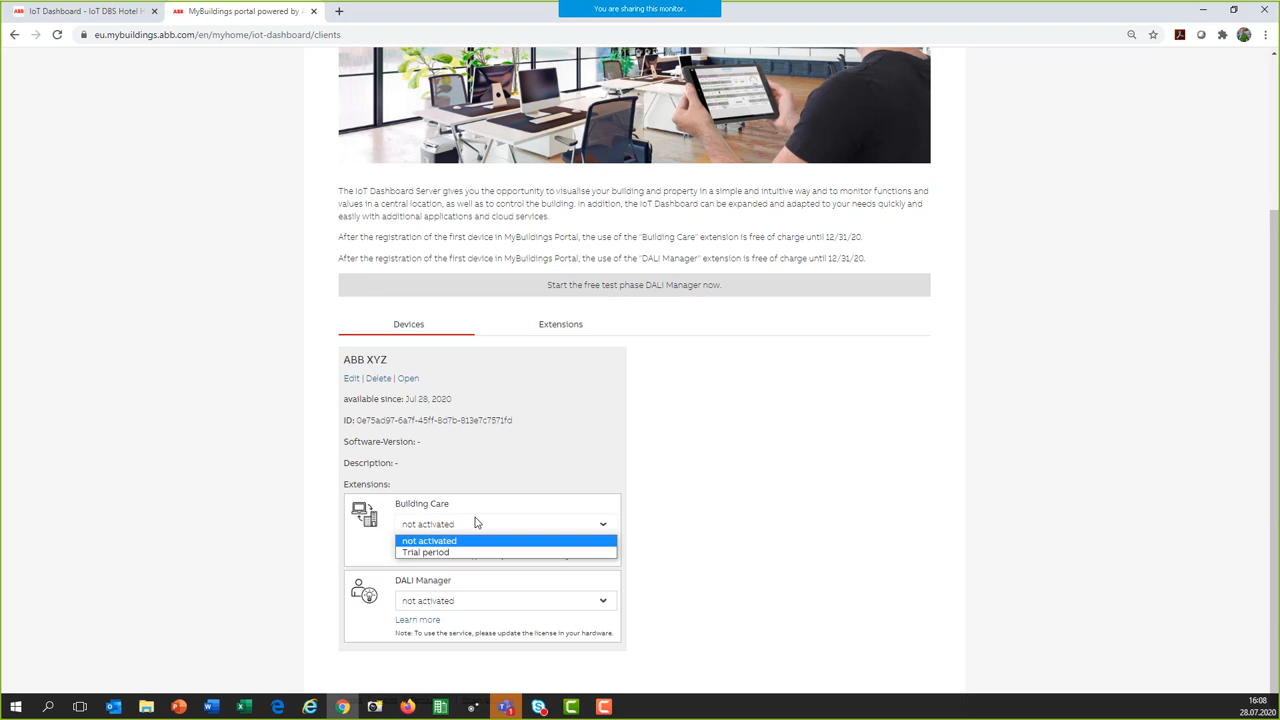 You are sharing this monitor.
IoT Dashboard - IoT DBS Hotel H
MyBuildings portal powered by A
eu.mybuildings.abb.com/en/myhome/iot-dashboard/clients
The IoT Dashboard Server gives you the opportunity to visualise your building and property in a simple and intuitive way and to monitor functions and
values in a central location, as well as to control the building. In addition, the IoT Dashboard can be expanded and adapted to your needs quickly and
easily with additional applications and cloud services.
After the registration of the first device in MyBuildings Portal, the use of the "Building Care" extension is free of charge until 12/31/20.
After the registration of the first device in MyBuildings Portal, the use of the "DALI Manager" extension is free of charge until 12/31/20.
Start the free test phase DALI Manager now.
Devices
Extensions
ABB XYZ
Edit | Delete | Open
available since: Jul 28, 2020
ID: 0e75ad97-6a7f-45ff-8d7b-813e7c7571fd
Software-Version: -
Description: -
Extensions:
Building Care
not activated
not activated
Trial period
DALI Manager
not activated
Learn more
Note: To use the service, please update the license in your hardware.
16:08
28.07.2020